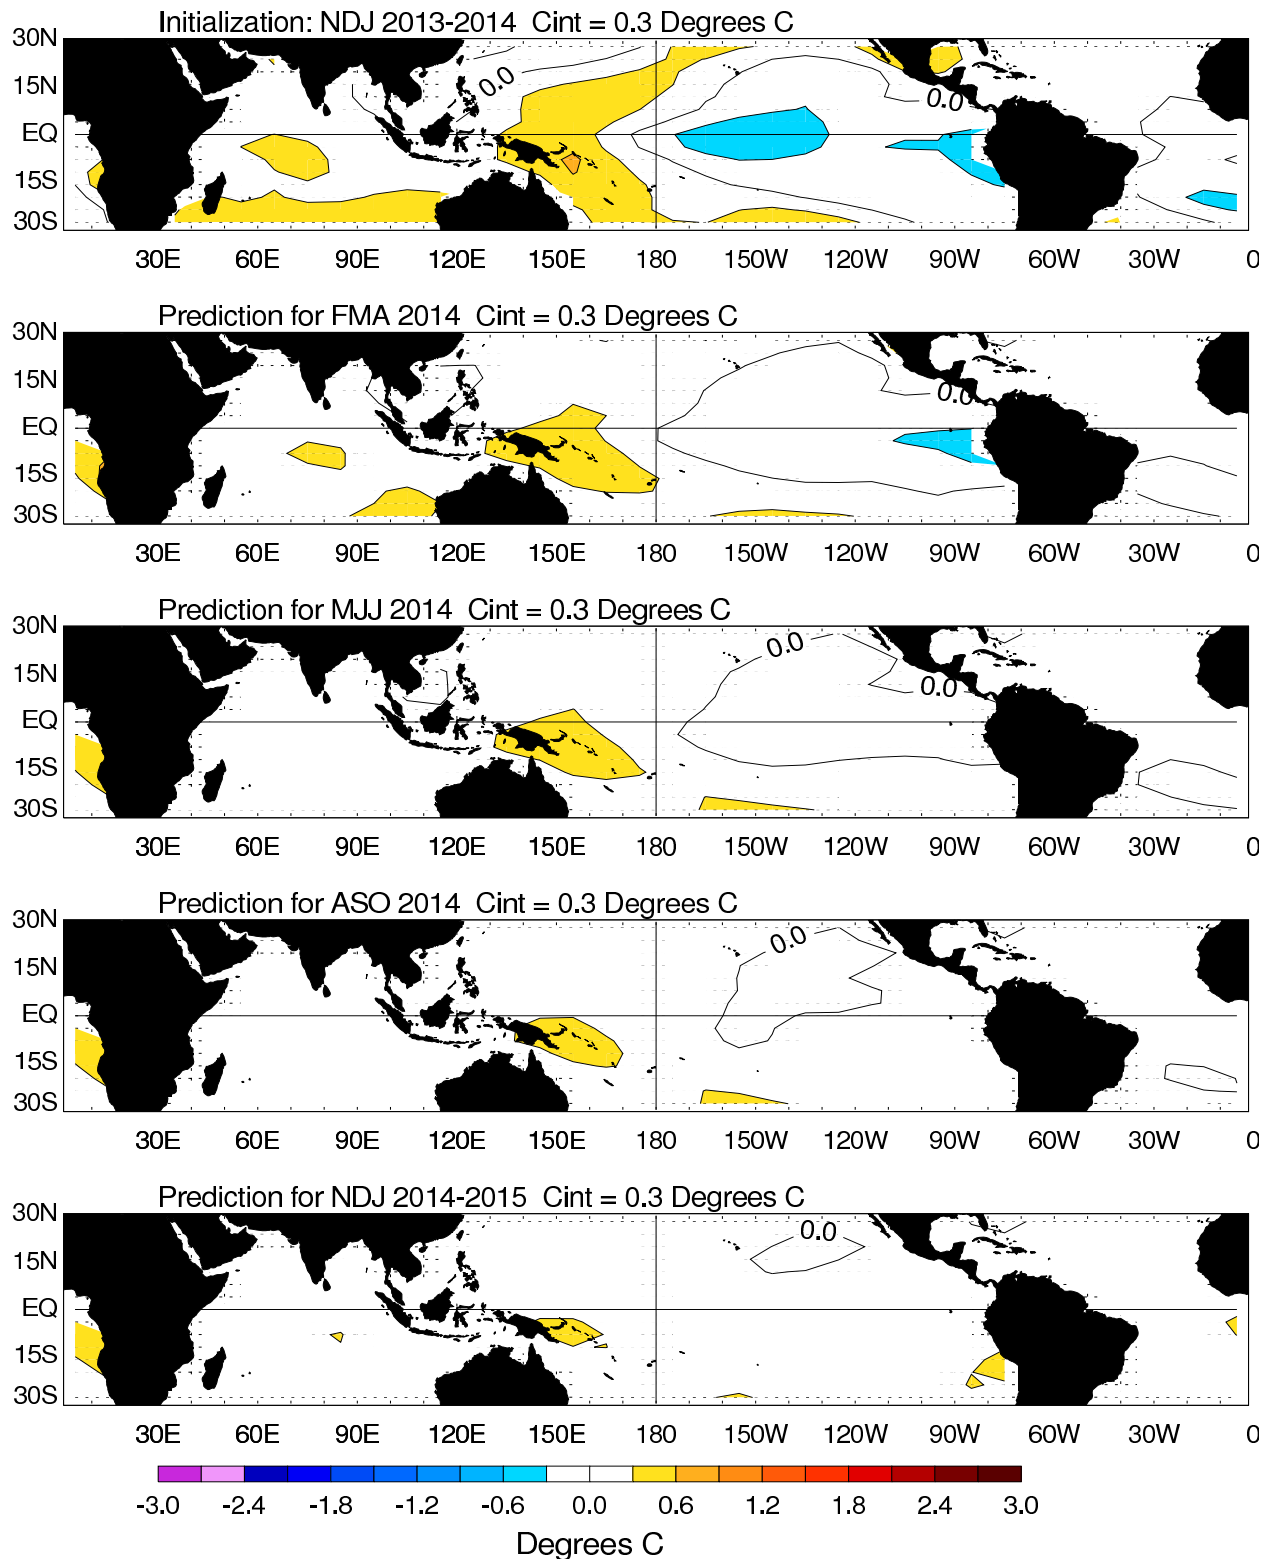 Initialization: NDJ 2013-2014  Cint = 0.3 Degrees C
30N
15N
EQ
15S
30S
0.0
0.0
30E 60E 90E 120E 150E 180 150W 120W 90W 60W 30W 0
Prediction for FMA 2014  Cint = 0.3 Degrees C
30N
15N
EQ
15S
30S
0.0
30E 60E 90E 120E 150E 180 150W 120W 90W 60W 30W 0
Prediction for MJJ 2014  Cint = 0.3 Degrees C
30N
15N
EQ
15S
30S
0.0
0.0
30E 60E 90E 120E 150E 180 150W 120W 90W 60W 30W 0
Prediction for ASO 2014  Cint = 0.3 Degrees C
30N
15N
EQ
15S
30S
0.0
30E 60E 90E 120E 150E 180 150W 120W 90W 60W 30W 0
Prediction for NDJ 2014-2015  Cint = 0.3 Degrees C
30N
15N
EQ
15S
30S
0.0
30E 60E 90E 120E 150E 180 150W 120W 90W 60W 30W 0
-3.0 -2.4 -1.8 -1.2 -0.6 0.0 0.6 1.2 1.8 2.4 3.0
Degrees C